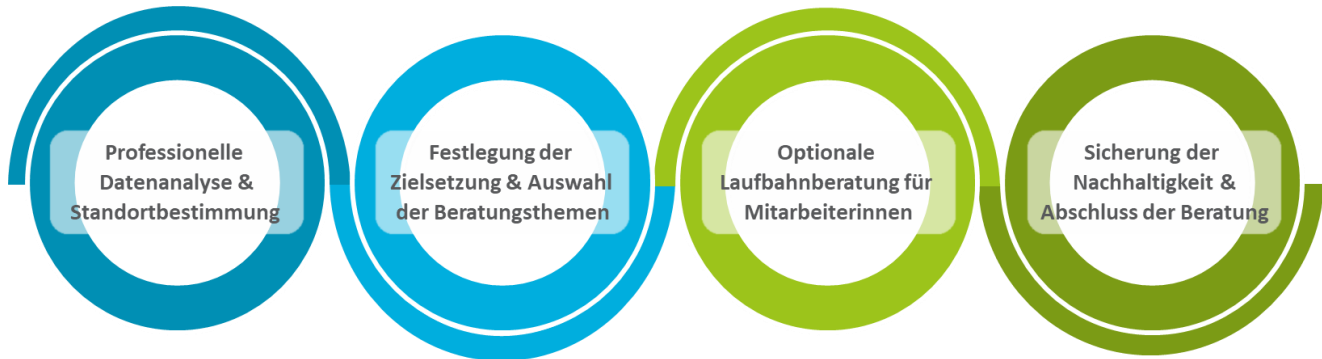 Professionelle
Datenanalyse &
Standortbestimmung
Festlegung der
Zielsetzung & Auswahl
der Beratungsthemen
Optionale
Laufbahnberatung für
Mitarbeiterinnen
Sicherung der
Nachhaltigkeit &
Abschluss der Beratung